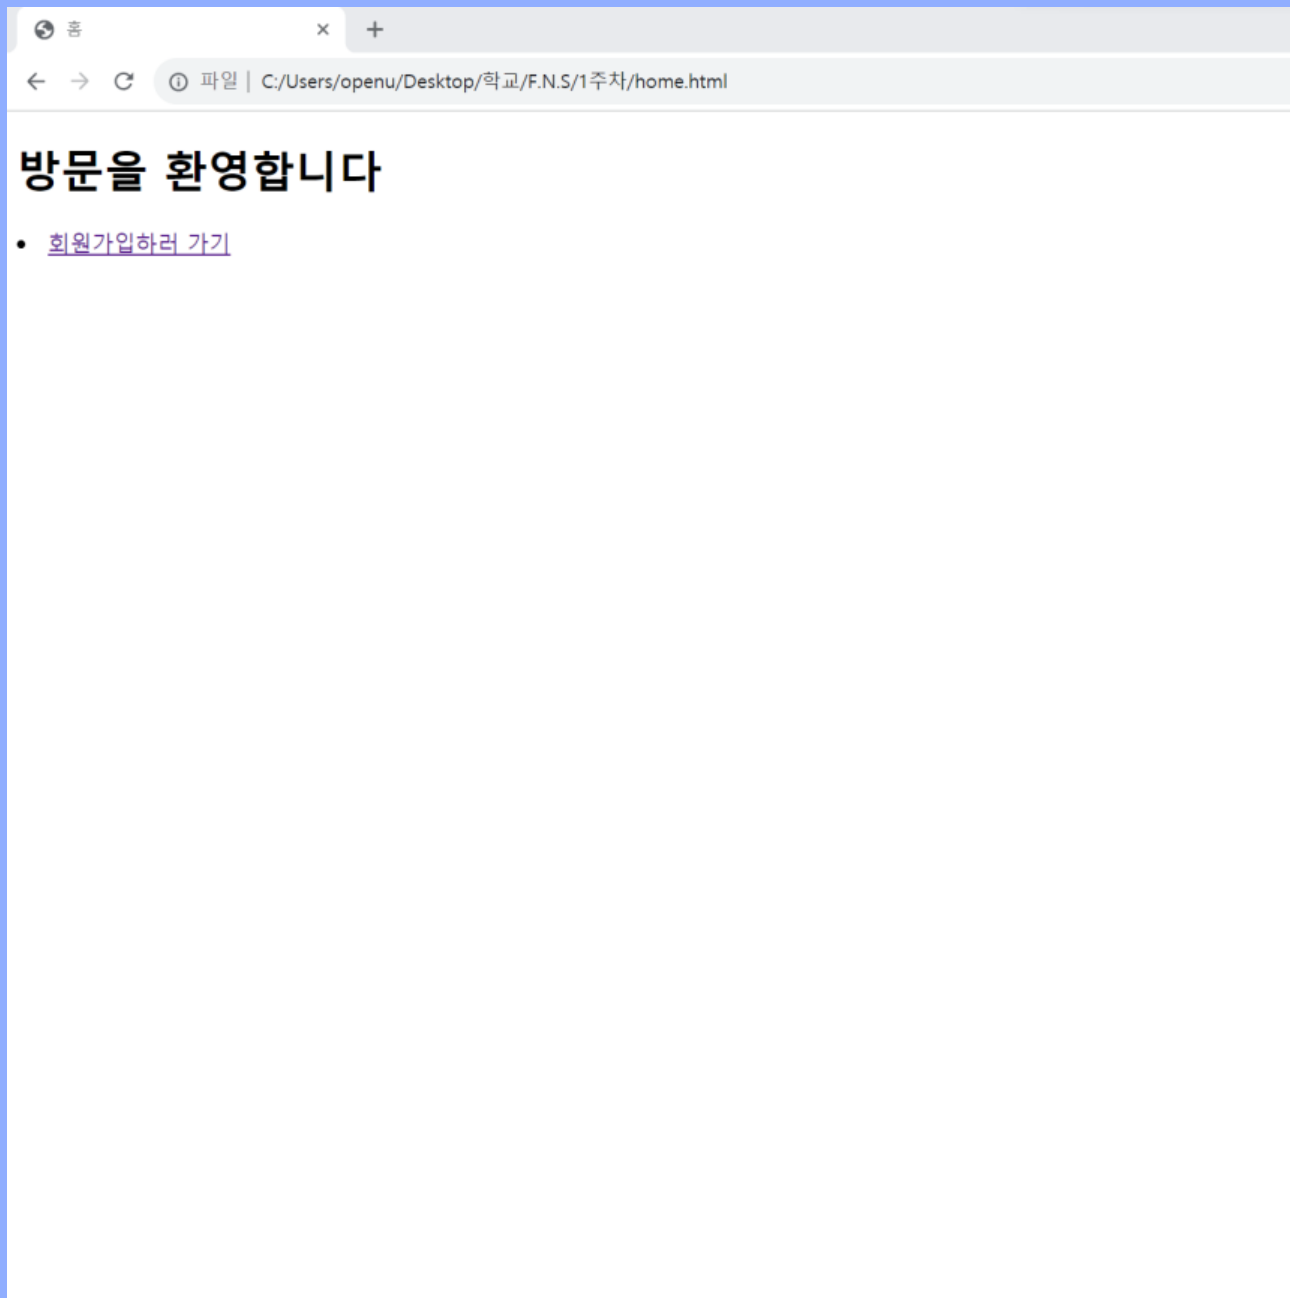 홈
파일 | C:/Users/openu/Desktop/학교/F.N.S/1주차/home.html
방문을 환영합니다
• 회원가입하러 가기